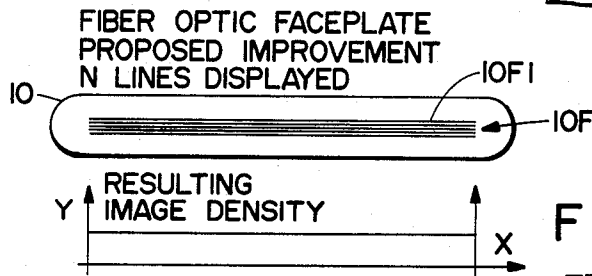 FIBER OPTIC FACEPLATE
PROPOSED IMPROVEMENT
N LINES DISPLAYED
10
10F1
10F
RESULTING
Y IMAGE DENSITY
X
F